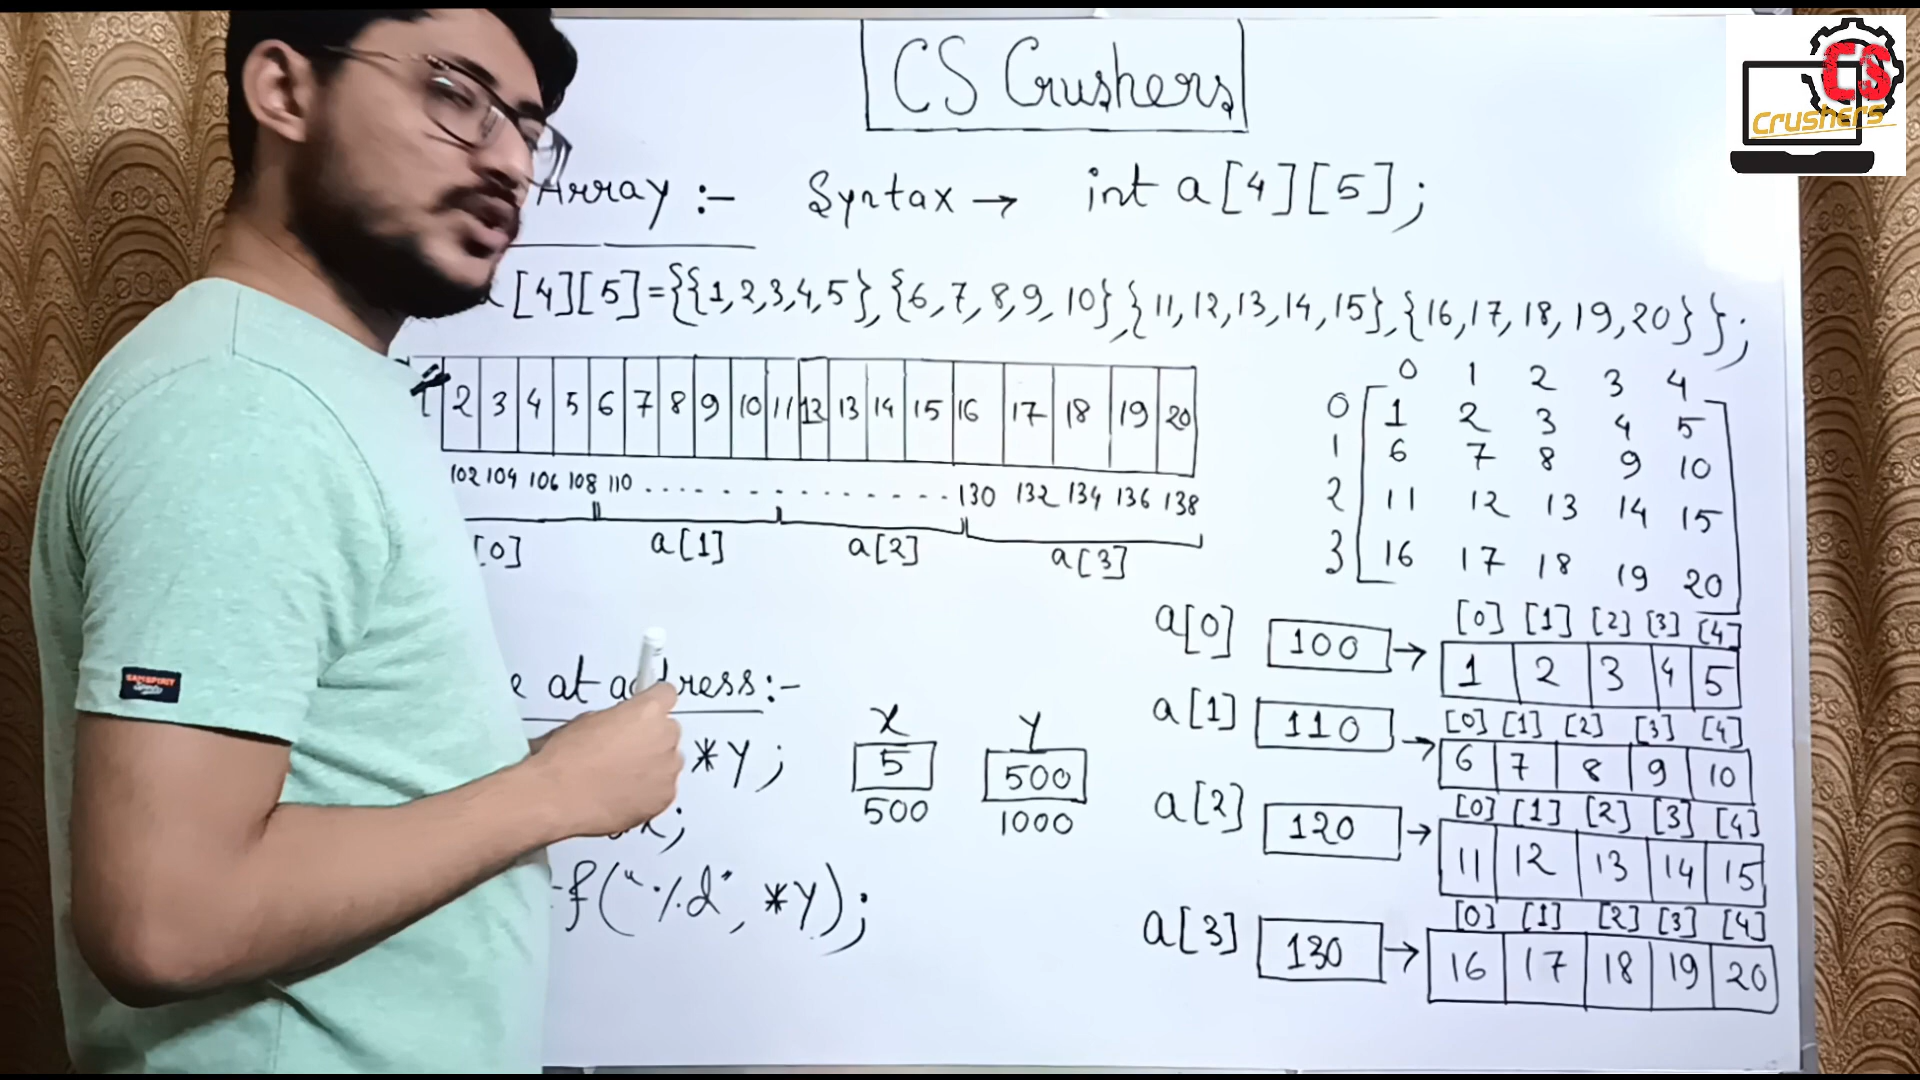 CS Crushers
CS
Crushers
Array :- Syntax → int a[4][5];
[4][5]={{1,2,3,4,5},{6,7,8,9,10},{11,12,13,14,15},{16,17,18,19,20}};
1 2 3 4 5 6 7 8 9 10 11 12 13 14 15 16 17 18 19 20
102 104 106 108 110 . . . . . . . . . . . . . . 130 132 134 136 138
[0] a[1] a[2] a[3]
0 1 2 3 4
0 1 2 3 4 5
1 6 7 8 9 10
2 11 12 13 14 15
3 16 17 18 19 20
at address:-
*y;
x;
f("%d", *y);
x y
5 500
500 1000
[0] [1] [2] [3] [4]
a[0] 100 → 1 2 3 4 5
[0] [1] [2] [3] [4]
a[1] 110 → 6 7 8 9 10
[0] [1] [2] [3] [4]
a[2] 120 → 11 12 13 14 15
[0] [1] [2] [3] [4]
a[3] 130 → 16 17 18 19 20